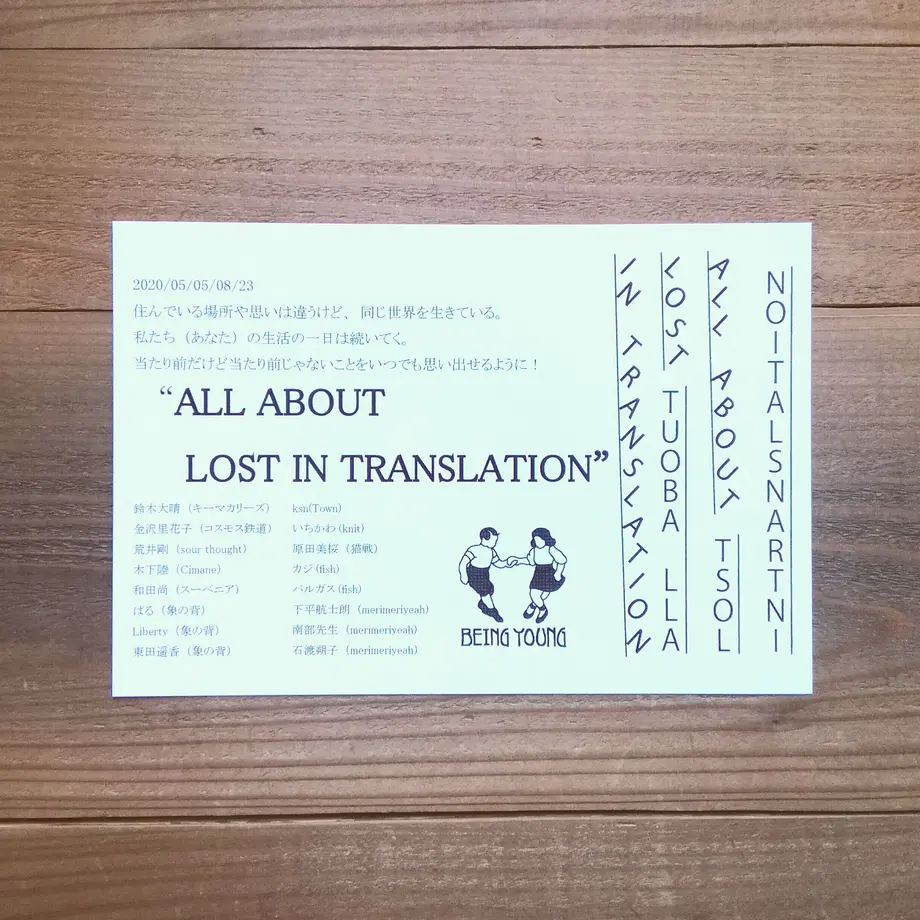 2020/05/05/08/23
住んでいる場所や思いは違うけど、同じ世界を生きている。
私たち（あなた）の生活の一日は続いてく。
当たり前だけど当たり前じゃないことをいつでも思い出せるように！
“ALL ABOUT
LOST IN TRANSLATION”
鈴木大晴（キーマカリーズ）
金沢里花子（コスモス鉄道）
荒井剛（sour thought）
木下陸（Cimane）
和田尚（スーベニア）
ぱる（象の背）
Liberty（象の背）
東田遥香（象の背）
ksn(Town)
いちかわ(knit)
原田美桜（猫戦）
カジ(fish)
バルガス(fish)
下平航士朗（merimeriyeah）
南部先生（merimeriyeah）
石渡朔子（merimeriyeah）
BEING YOUNG
IN TRANSLATION
LOST TUOBA LLA
ALL ABOUT TSOL
NOITALSNARTNI